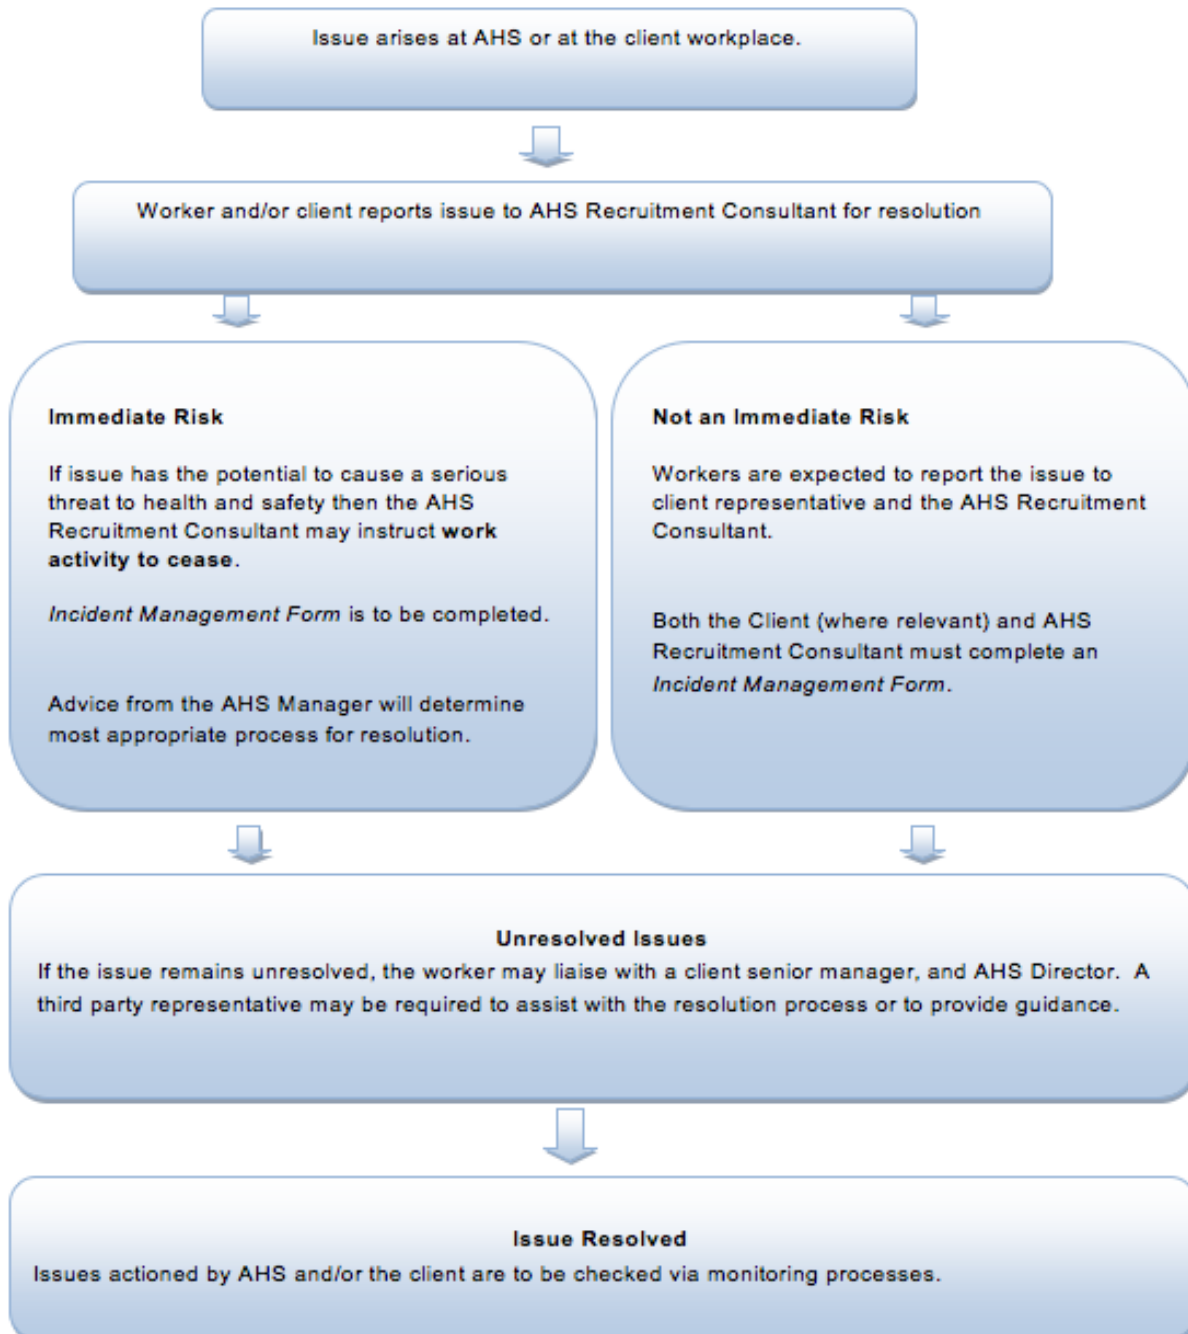 Issue arises at AHS or at the client workplace.
Worker and/or client reports issue to AHS Recruitment Consultant for resolution
Immediate Risk
If issue has the potential to cause a serious
threat to health and safety then the AHS
Recruitment Consultant may instruct work
activity to cease.
Incident Management Form is to be completed.
Advice from the AHS Manager will determine
most appropriate process for resolution.
Not an Immediate Risk
Workers are expected to report the issue to
client representative and the AHS Recruitment
Consultant.
Both the Client (where relevant) and AHS
Recruitment Consultant must complete an
Incident Management Form.
Unresolved Issues
If the issue remains unresolved, the worker may liaise with a client senior manager, and AHS Director. A
third party representative may be required to assist with the resolution process or to provide guidance.
Issue Resolved
Issues actioned by AHS and/or the client are to be checked via monitoring processes.